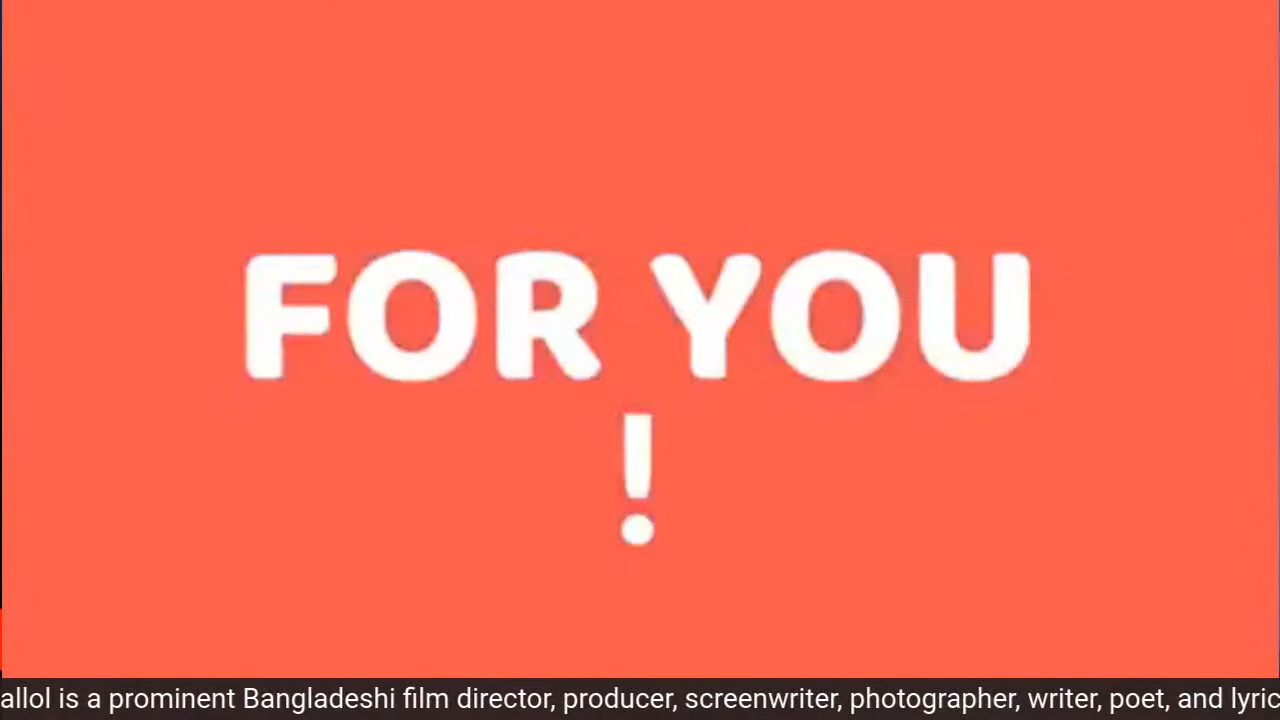 FOR YOU
!
allol is a prominent Bangladeshi film director, producer, screenwriter, photographer, writer, poet, and lyric